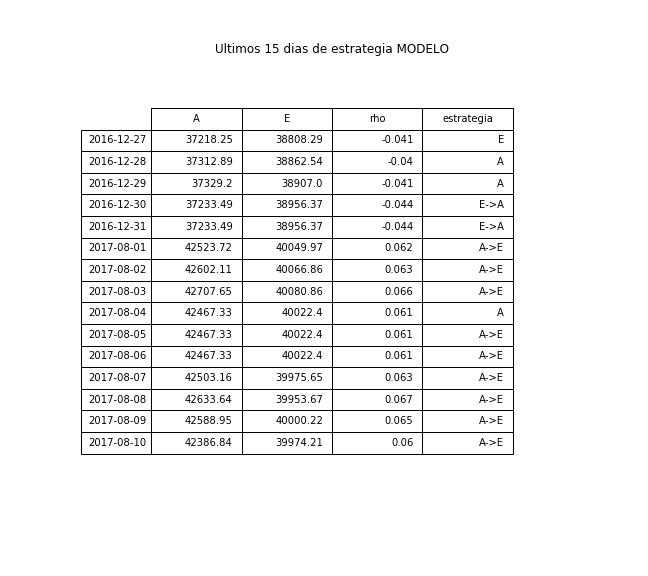 Ultimos 15 dias de estrategia MODELO
A E rho estrategia
2016-12-27 37218.25 38808.29 -0.041 E
2016-12-28 37312.89 38862.54 -0.04 A
2016-12-29 37329.2 38907.0 -0.041 A
2016-12-30 37233.49 38956.37 -0.044 E->A
2016-12-31 37233.49 38956.37 -0.044 E->A
2017-08-01 42523.72 40049.97 0.062 A->E
2017-08-02 42602.11 40066.86 0.063 A->E
2017-08-03 42707.65 40080.86 0.066 A->E
2017-08-04 42467.33 40022.4 0.061 A
2017-08-05 42467.33 40022.4 0.061 A->E
2017-08-06 42467.33 40022.4 0.061 A->E
2017-08-07 42503.16 39975.65 0.063 A->E
2017-08-08 42633.64 39953.67 0.067 A->E
2017-08-09 42588.95 40000.22 0.065 A->E
2017-08-10 42386.84 39974.21 0.06 A->E